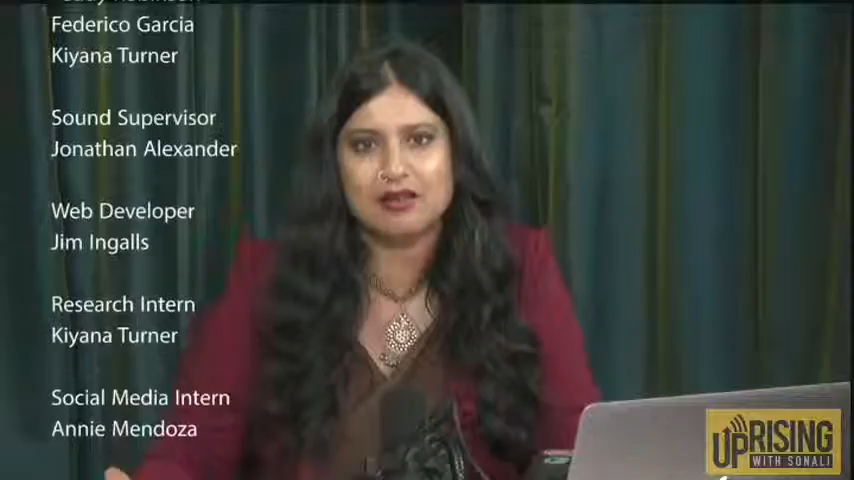 Federico Garcia
Kiyana Turner
Sound Supervisor
Jonathan Alexander
Web Developer
Jim Ingalls
Research Intern
Kiyana Turner
Social Media Intern
Annie Mendoza
UPRISING
WITH SONALI